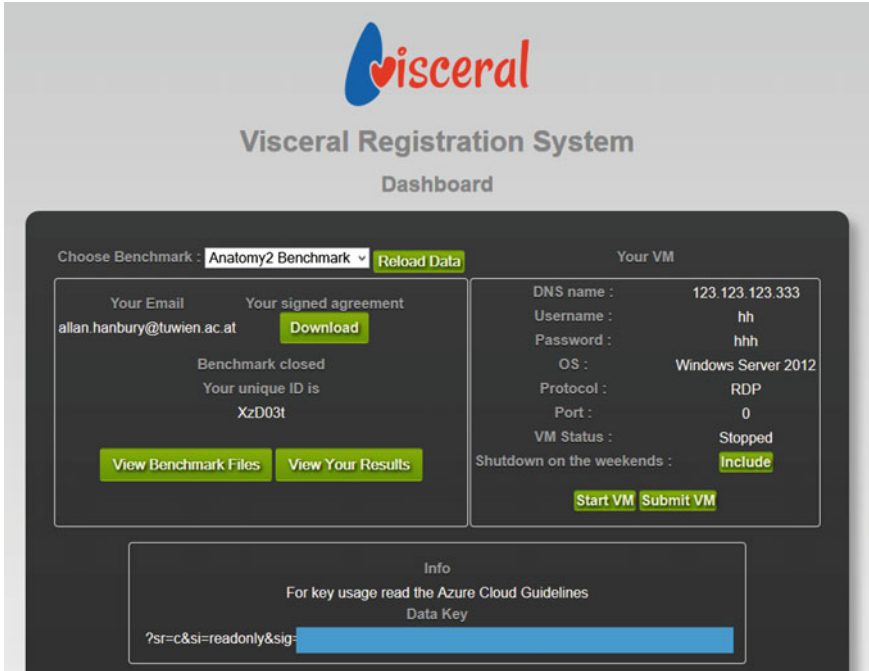 visceral
Visceral Registration System
Dashboard
Choose Benchmark : Anatomy2 Benchmark Reload Data
Your Email Your signed agreement
allan.hanbury@tuwien.ac.at Download
Benchmark closed
Your unique ID is
XzD03t
View Benchmark Files View Your Results
Your VM
DNS name : 123.123.123.333
Username : hh
Password : hhh
OS : Windows Server 2012
Protocol : RDP
Port : 0
VM Status : Stopped
Shutdown on the weekends : Include
Start VM Submit VM
Info
For key usage read the Azure Cloud Guidelines
Data Key
?sr=c&si=readonly&sig=